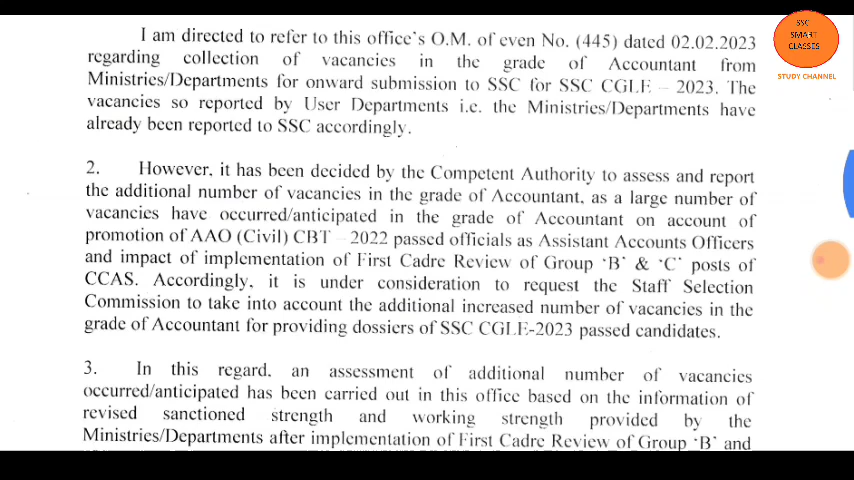 SSC
SMART
CLASSES
STUDY CHANNEL
I am directed to refer to this office's O.M. of even No. (445) dated 02.02.2023
regarding collection of vacancies in the grade of Accountant from
Ministries/Departments for onward submission to SSC for SSC CGLE – 2023. The
vacancies so reported by User Departments i.e. the Ministries/Departments have
already been reported to SSC accordingly.
2. However, it has been decided by the Competent Authority to assess and report
the additional number of vacancies in the grade of Accountant, as a large number of
vacancies have occurred/anticipated in the grade of Accountant on account of
promotion of AAO (Civil) CBT – 2022 passed officials as Assistant Accounts Officers
and impact of implementation of First Cadre Review of Group 'B' & 'C' posts of
CCAS. Accordingly, it is under consideration to request the Staff Selection
Commission to take into account the additional increased number of vacancies in the
grade of Accountant for providing dossiers of SSC CGLE-2023 passed candidates.
3. In this regard, an assessment of additional number of vacancies
occurred/anticipated has been carried out in this office based on the information of
revised sanctioned strength and working strength provided by the
Ministries/Departments after implementation of First Cadre Review of Group 'B' and